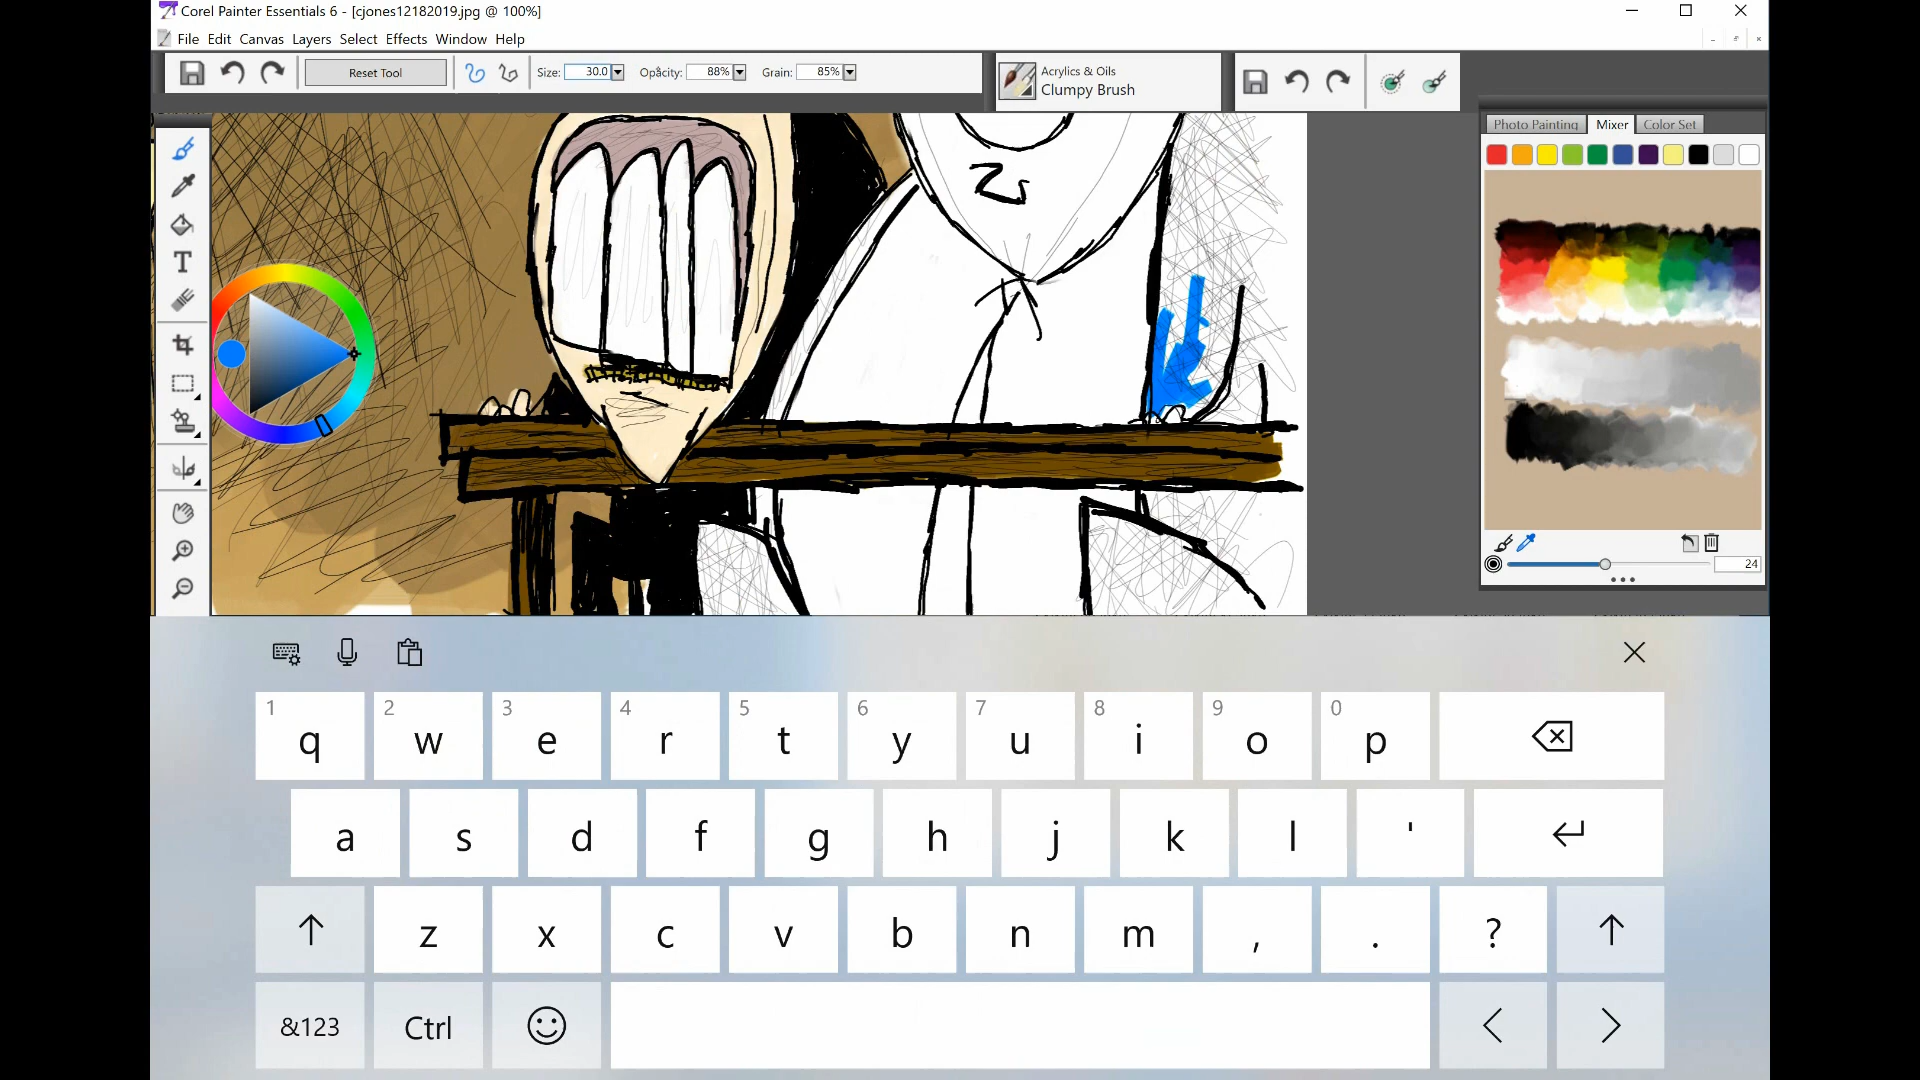 Corel Painter Essentials 6 - [cjones12182019.jpg @ 100%]
File Edit Canvas Layers Select Effects Window Help
Reset Tool Size: 30.0 Opacity: 88% Grain: 85%
Acrylics & Oils
Clumpy Brush
Photo Painting Mixer Color Set
T
24
1 2 3 4 5 6 7 8 9 0
q w e r t y u i o p
a s d f g h j k l '
z x c v b n m , . ?
&123 Ctrl